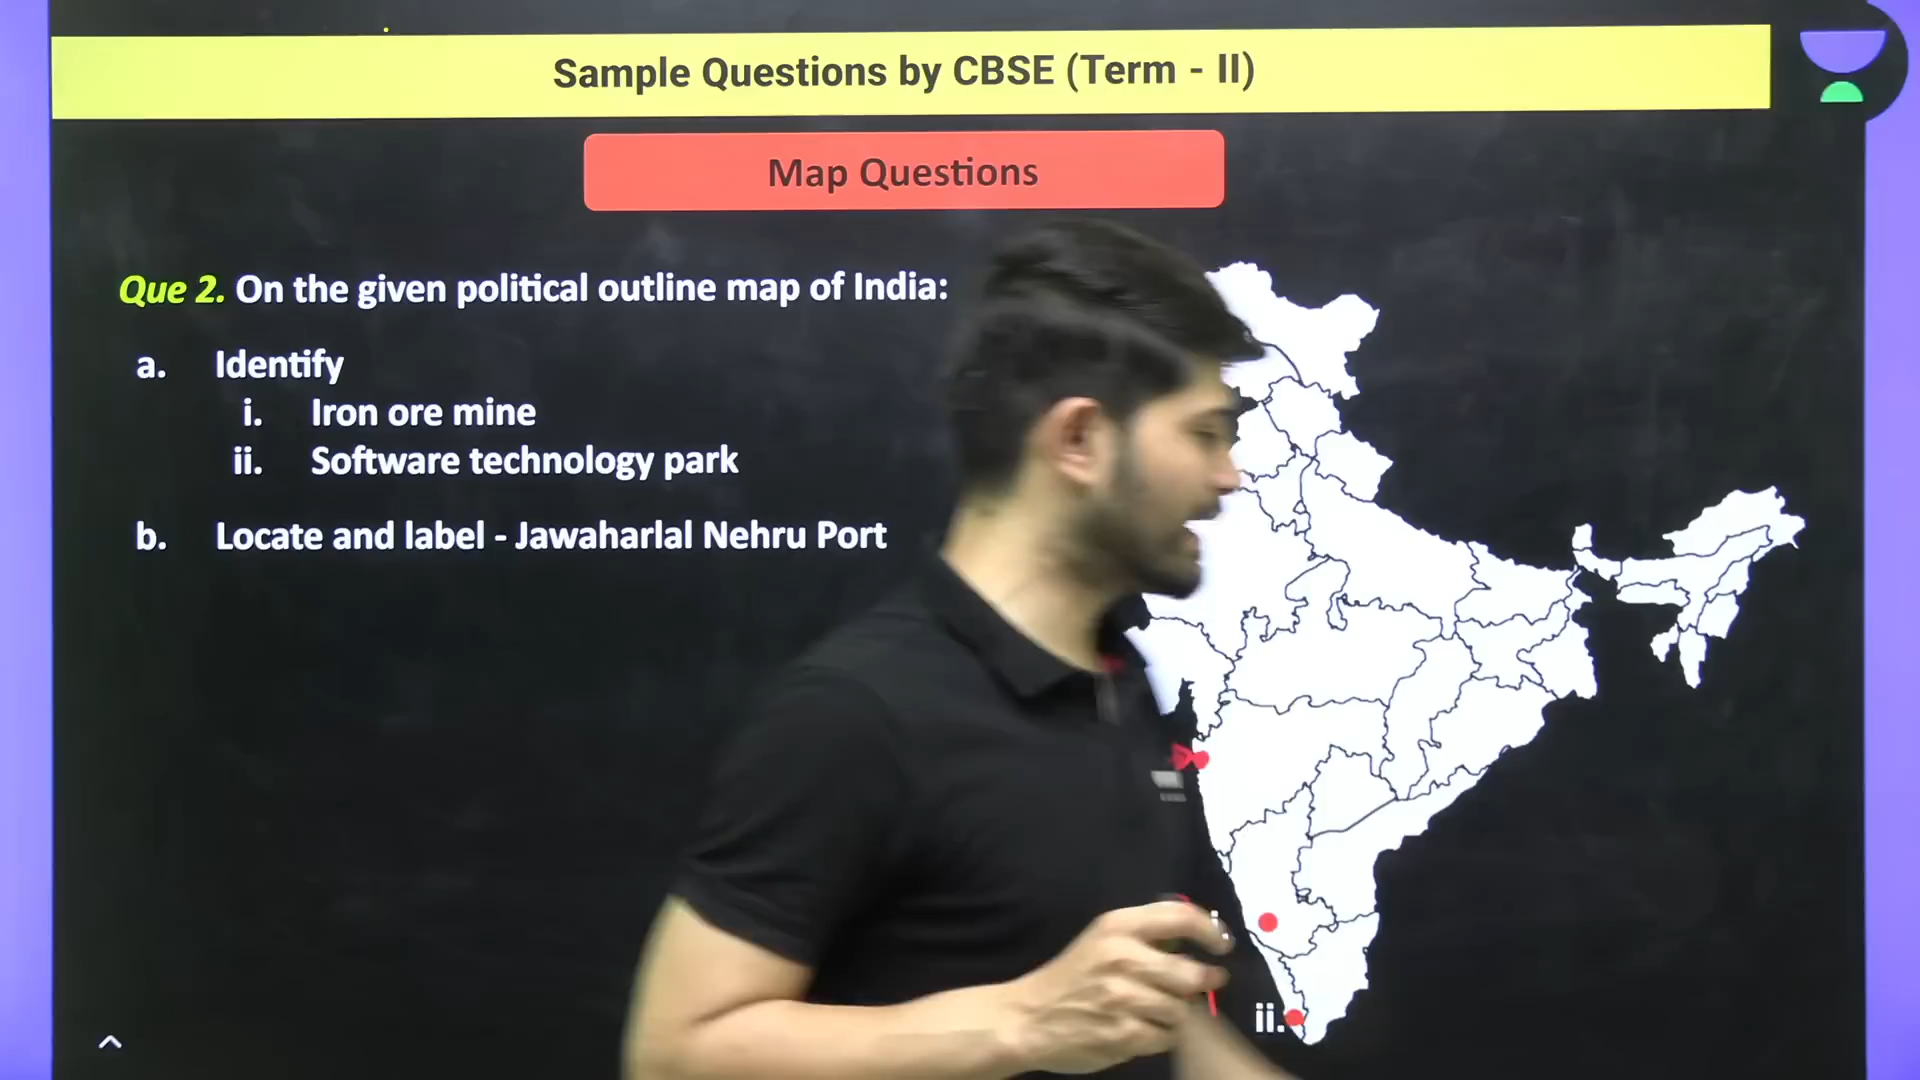 Sample Questions by CBSE (Term - II)
Map Questions
Que 2. On the given political outline map of India:
a. Identify
i. Iron ore mine
ii. Software technology park
b. Locate and label - Jawaharlal Nehru Port
i.
ii.